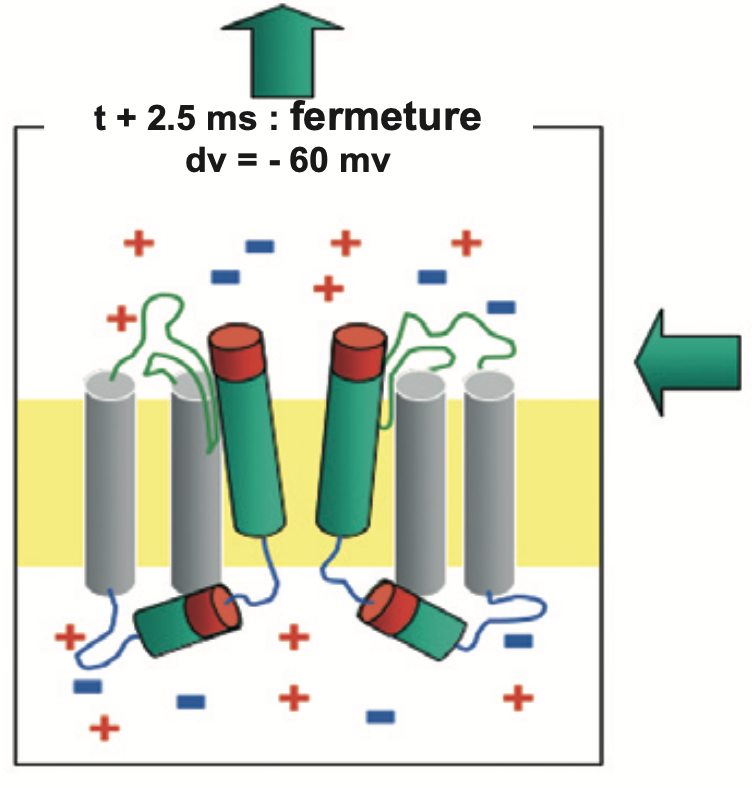 t + 2.5 ms : fermeture
dv = - 60 mv